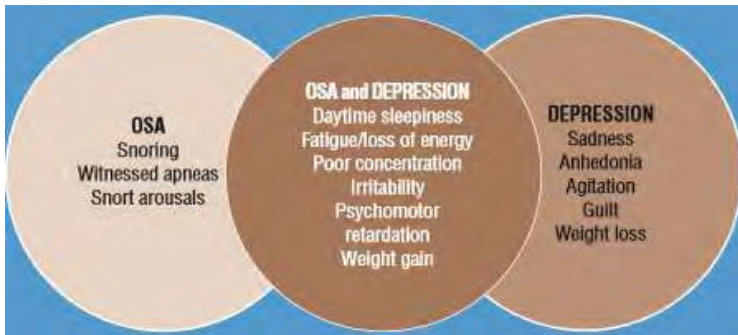 OSA
Snoring
Witnessed apneas
Snort arousals
OSA and DEPRESSION
Daytime sleepiness
Fatigue/loss of energy
Poor concentration
Irritability
Psychomotor
retardation
Weight gain
DEPRESSION
Sadness
Anhedonia
Agitation
Guilt
Weight loss